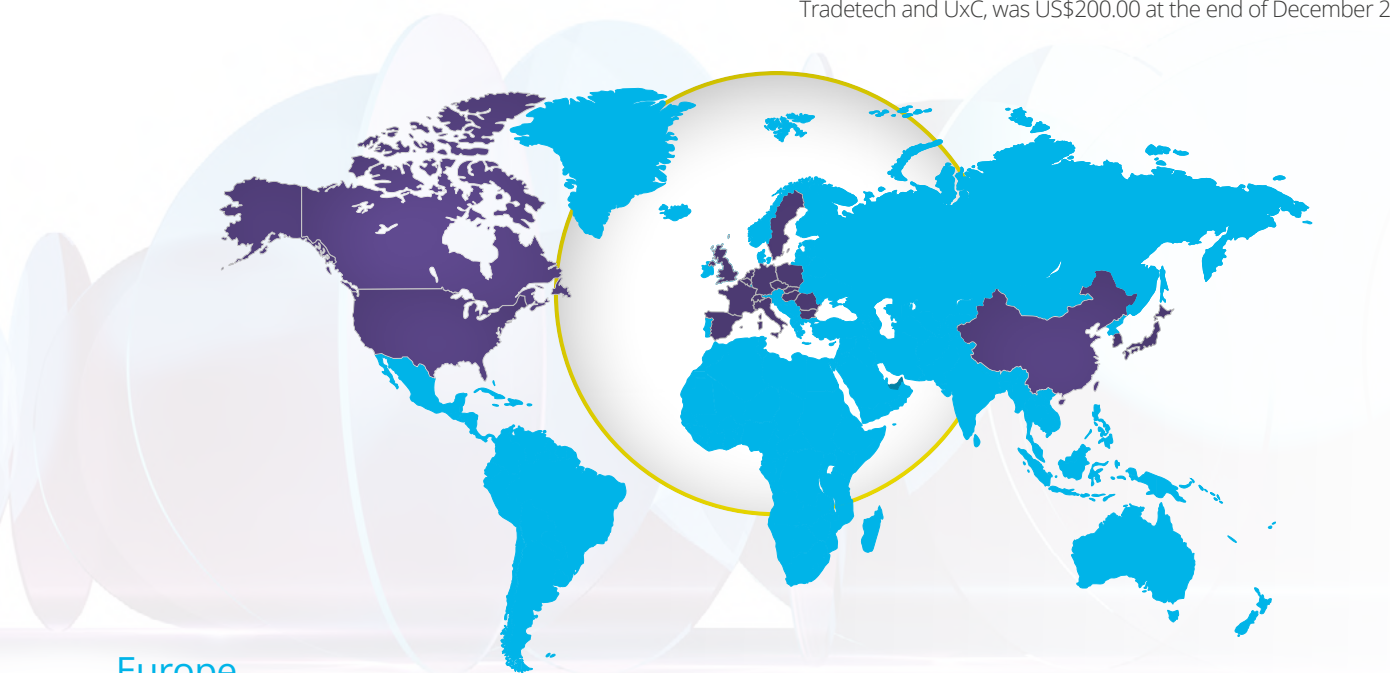 Tradetech and UxC, was US$200.00 at the end of December 2
Europe